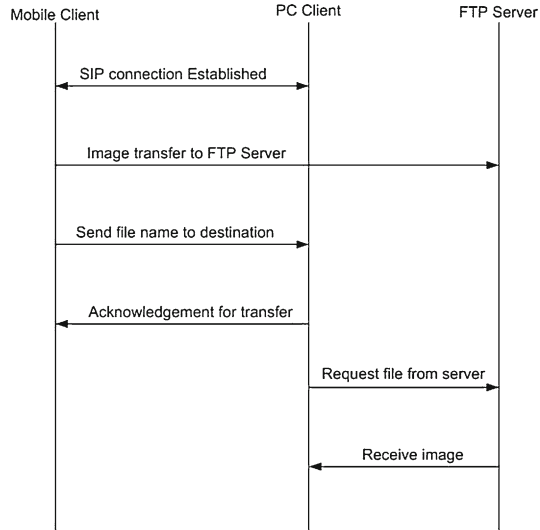 Mobile Client
PC Client
FTP Server
SIP connection Established
Image transfer to FTP Server
Send file name to destination
Acknowledgement for transfer
Request file from server
Receive image